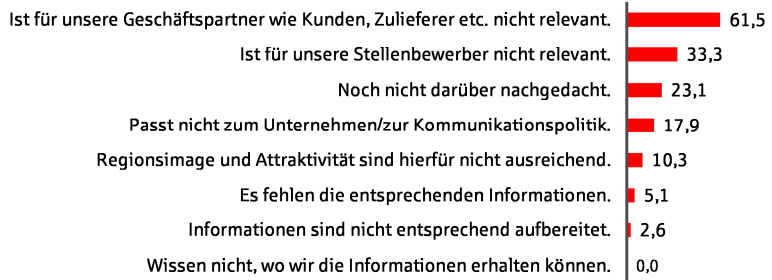 Ist für unsere Geschäftspartner wie Kunden, Zulieferer etc. nicht relevant. 61,5
Ist für unsere Stellenbewerber nicht relevant. 33,3
Noch nicht darüber nachgedacht. 23,1
Passt nicht zum Unternehmen/zur Kommunikationspolitik. 17,9
Regionsimage und Attraktivität sind hierfür nicht ausreichend. 10,3
Es fehlen die entsprechenden Informationen. 5,1
Informationen sind nicht entsprechend aufbereitet. 2,6
Wissen nicht, wo wir die Informationen erhalten können. 0,0